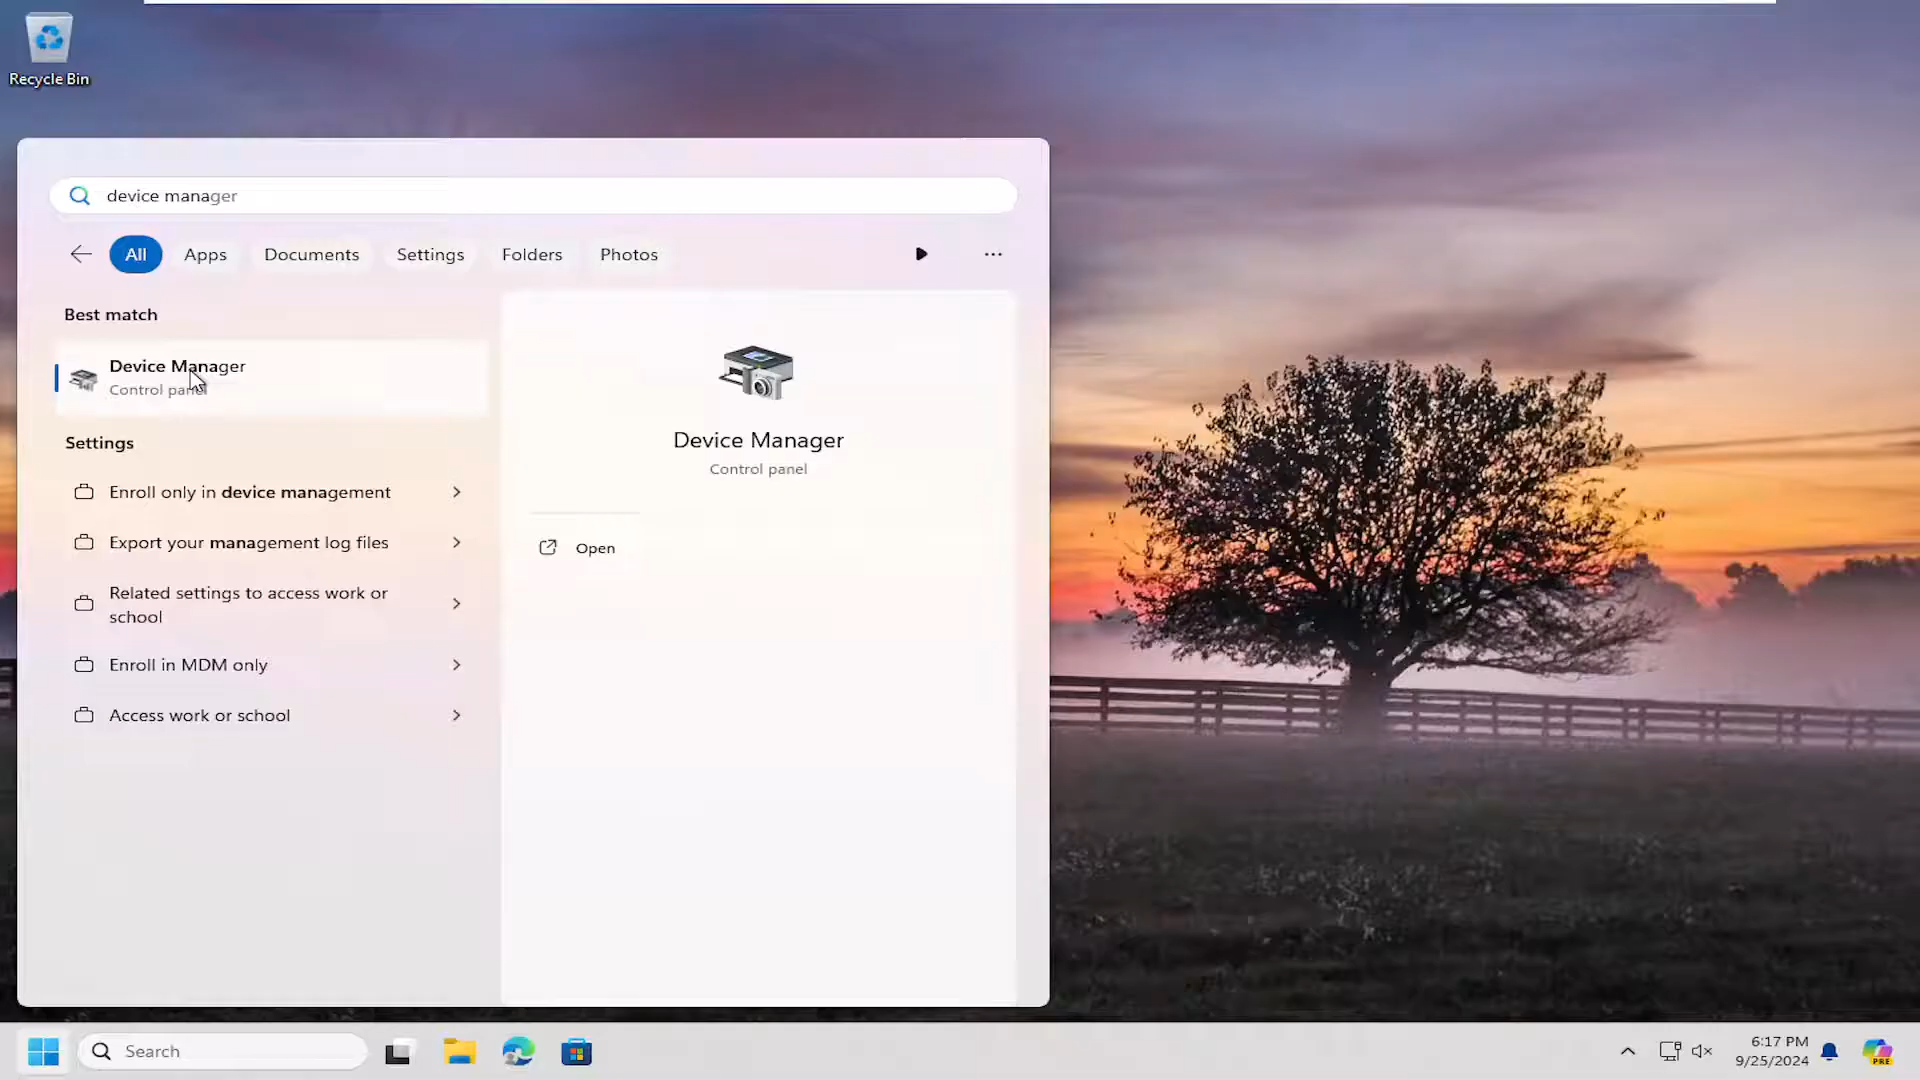 Recycle Bin
device manager
All
Apps
Documents
Settings
Folders
Photos
Best match
Device Manager
Control panel
Settings
Enroll only in device management
Export your management log files
Related settings to access work or
school
Enroll in MDM only
Access work or school
Device Manager
Control panel
Open
Search
6:17 PM
9/25/2024
PRE